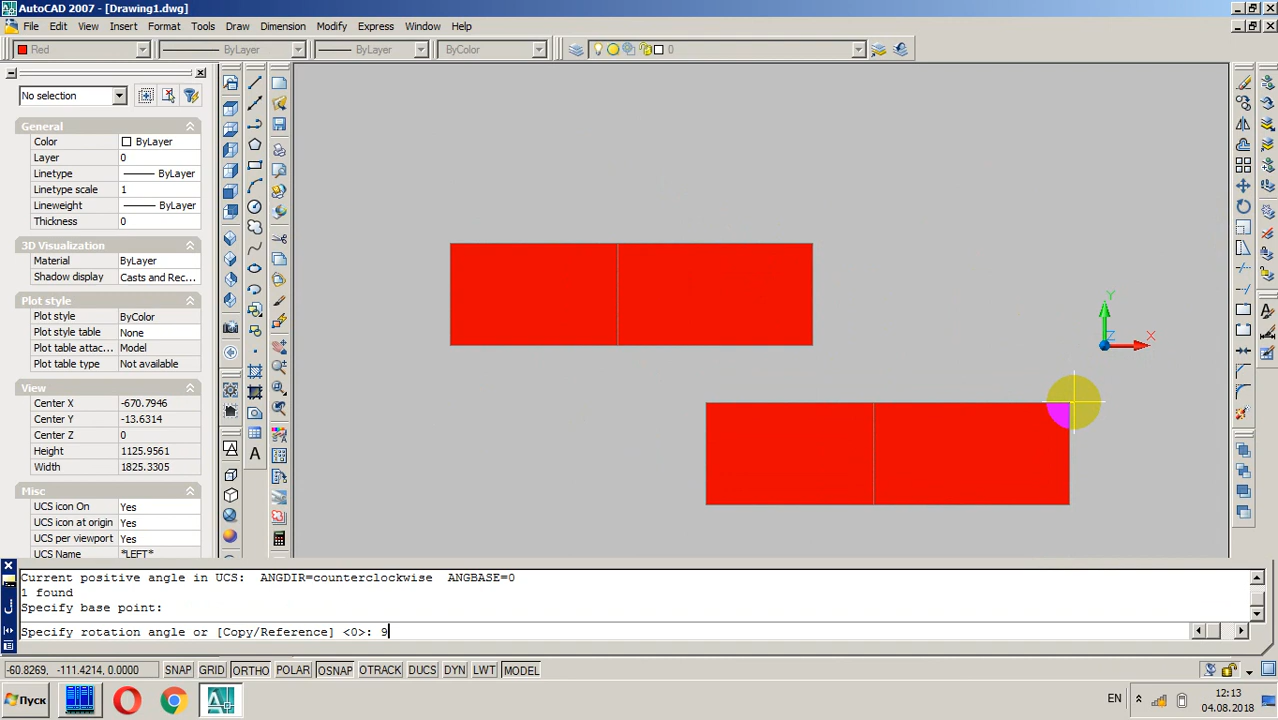 AutoCAD 2007 - [Drawing1.dwg]
File Edit View Insert Format Tools Draw Dimension Modify Express Window Help
Red ByLayer ByLayer ByColor 0
No selection
General
Color ByLayer
Layer 0
Linetype ByLayer
Linetype scale 1
Lineweight ByLayer
Thickness 0
3D Visualization
Material ByLayer
Shadow display Casts and Rec...
Plot style
Plot style ByColor
Plot style table None
Plot table attac... Model
Plot table type Not available
View
Center X -670.7946
Center Y -13.6314
Center Z 0
Height 1125.9561
Width 1825.3305
Misc
UCS icon On Yes
UCS icon at origin Yes
UCS per viewport Yes
UCS Name *LEFT*
A
A
Y
Z X
Current positive angle in UCS: ANGDIR=counterclockwise ANGBASE=0
1 found
Specify base point:
Specify rotation angle or [Copy/Reference] <0>: 9
-60.8269, -111.4214, 0.0000 SNAP GRID ORTHO POLAR OSNAP OTRACK DUCS DYN LWT MODEL
Пуск EN 12:13
04.08.2018